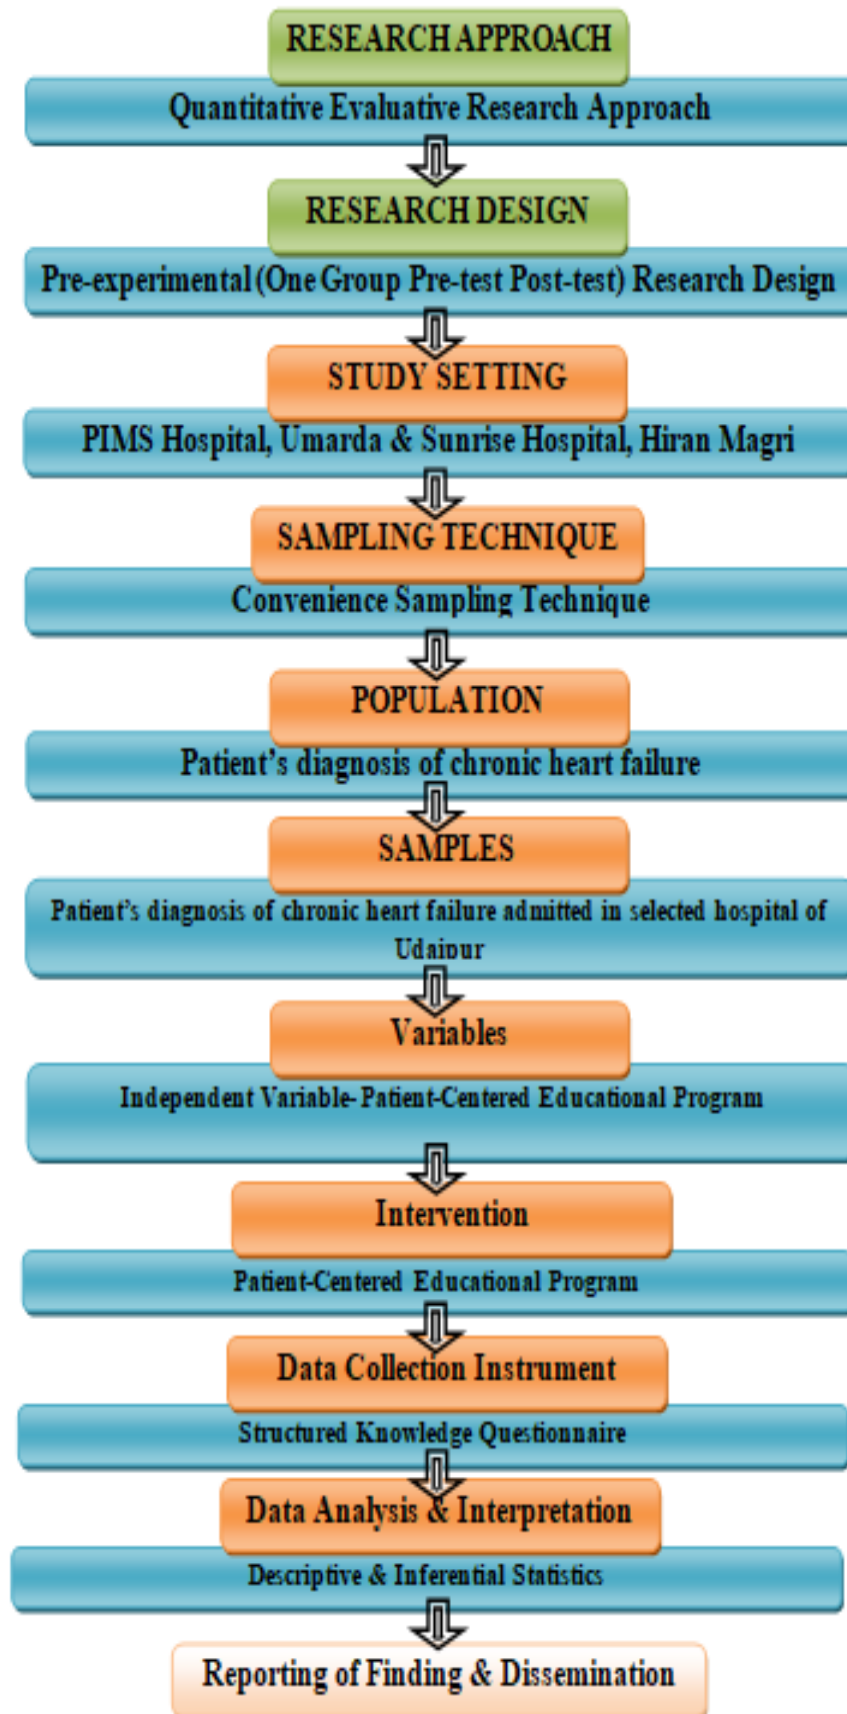 RESEARCH APPROACH
Quantitative Evaluative Research Approach
RESEARCH DESIGN
Pre-experimental (One Group Pre-test Post-test) Research Design
STUDY SETTING
PIMS Hospital, Umarda & Sunrise Hospital, Hiran Magri
SAMPLING TECHNIQUE
Convenience Sampling Technique
POPULATION
Patient's diagnosis of chronic heart failure
SAMPLES
Patient's diagnosis of chronic heart failure admitted in selected hospital of
Udaipur
Variables
Independent Variable- Patient-Centered Educational Program
Intervention
Patient-Centered Educational Program
Data Collection Instrument
Structured Knowledge Questionnaire
Data Analysis & Interpretation
Descriptive & Inferential Statistics
Reporting of Finding & Dissemination